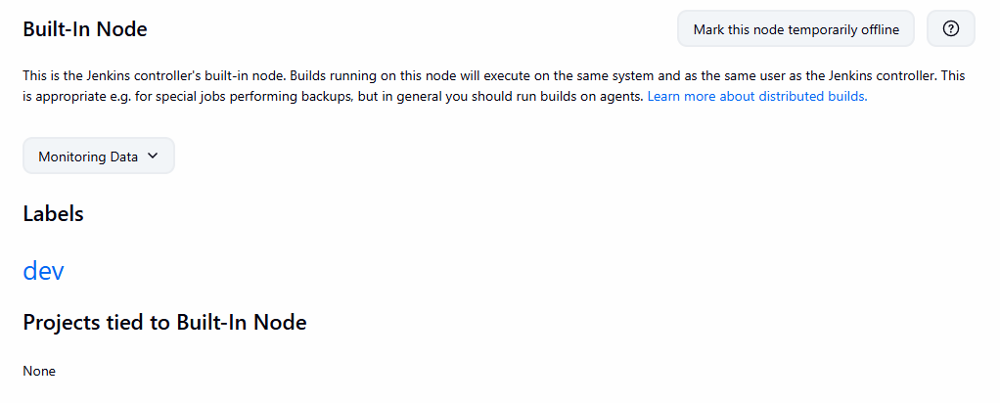 Built-In Node
Mark this node temporarily offline
This is the Jenkins controller's built-in node. Builds running on this node will execute on the same system and as the same user as the Jenkins controller. This
is appropriate e.g. for special jobs performing backups, but in general you should run builds on agents. Learn more about distributed builds.
Monitoring Data
Labels
dev
Projects tied to Built-In Node
None